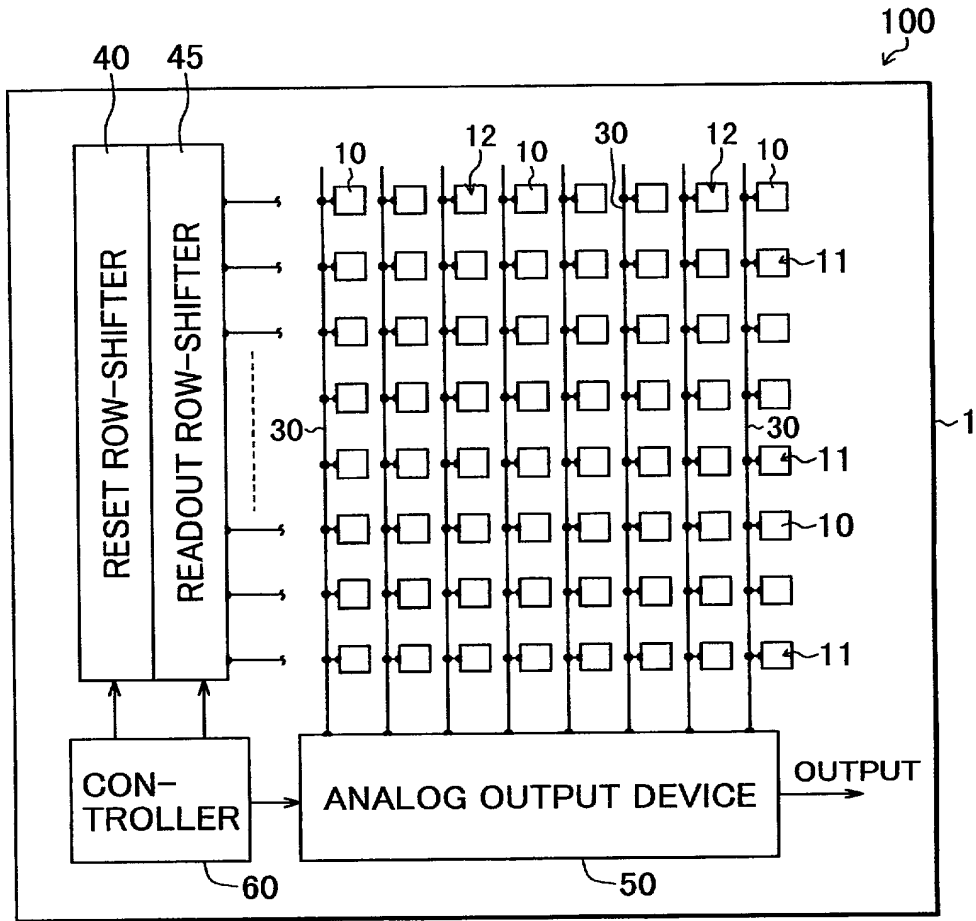 100
40 45
10 12 10 30 12 10
11
RESET ROW-SHIFTER
READOUT ROW-SHIFTER
30 30 1
11
10
11
CON-
TROLLER
ANALOG OUTPUT DEVICE
OUTPUT
60 50